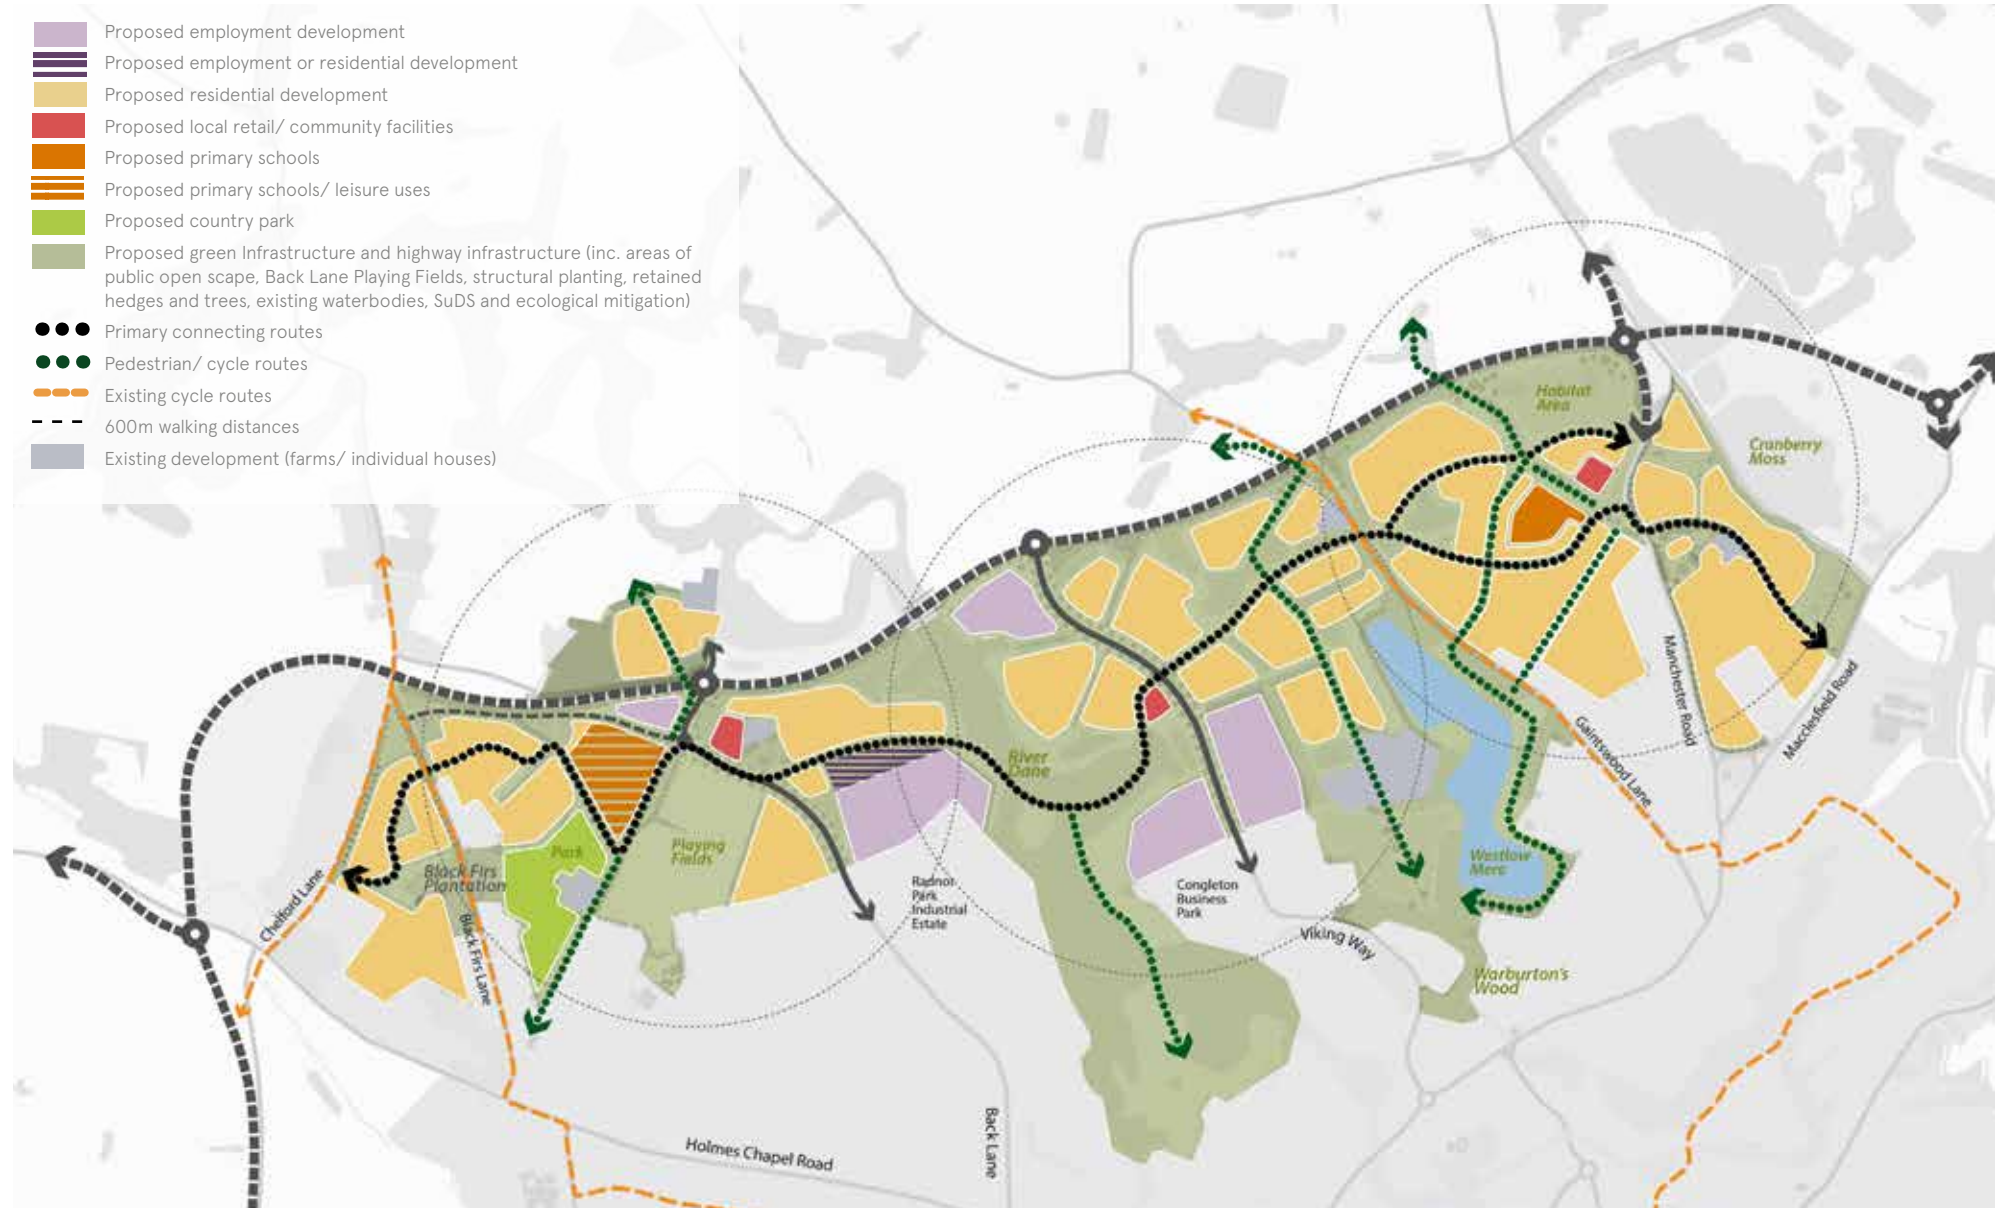 Proposed employment development
Proposed employment or residential development
Proposed residential development
Proposed local retail/ community facilities
Proposed primary schools
Proposed primary schools/ leisure uses
Proposed country park
Proposed green Infrastructure and highway infrastructure (inc. areas of
public open scape, Back Lane Playing Fields, structural planting, retained
hedges and trees, existing waterbodies, SuDS and ecological mitigation)
Primary connecting routes
Pedestrian/ cycle routes
Existing cycle routes
600m walking distances
Existing development (farms/ individual houses)
Habitat
Area
Cranberry
Moss
Manchester Road
Macclesfield Road
Gaintswood Lane
River
Dane
Playing
Fields
Park
Black Firs
Plantation
Chelford Lane
Black Firs Lane
Radnor
Park
Industrial
Estate
Congleton
Business
Park
Westlow
Mere
Viking Way
Warburton's
Wood
Back Lane
Holmes Chapel Road